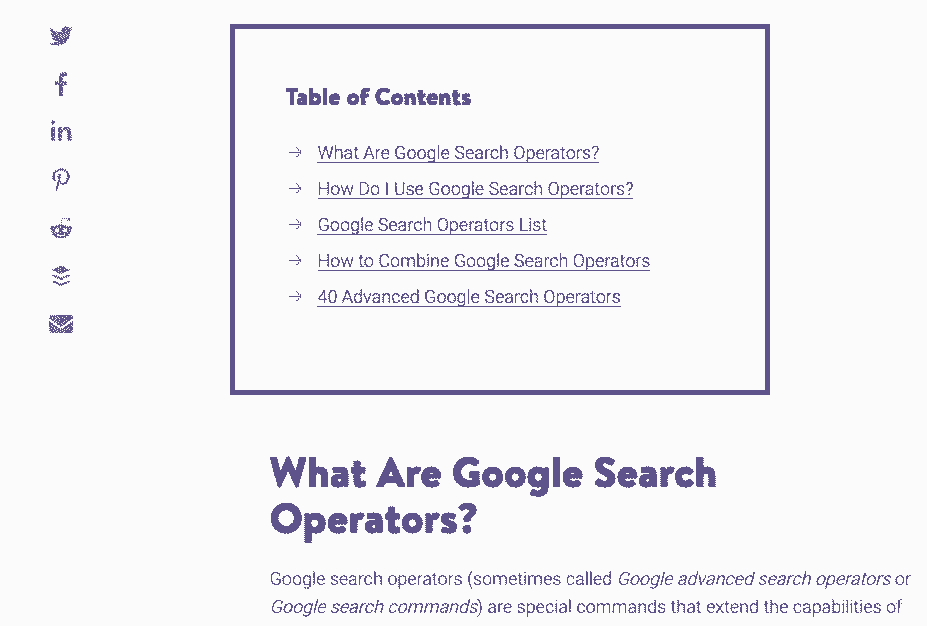 Table of Contents
→ What Are Google Search Operators?
→ How Do I Use Google Search Operators?
→ Google Search Operators List
→ How to Combine Google Search Operators
→ 40 Advanced Google Search Operators
What Are Google Search
Operators?
Google search operators (sometimes called Google advanced search operators or
Google search commands) are special commands that extend the capabilities of